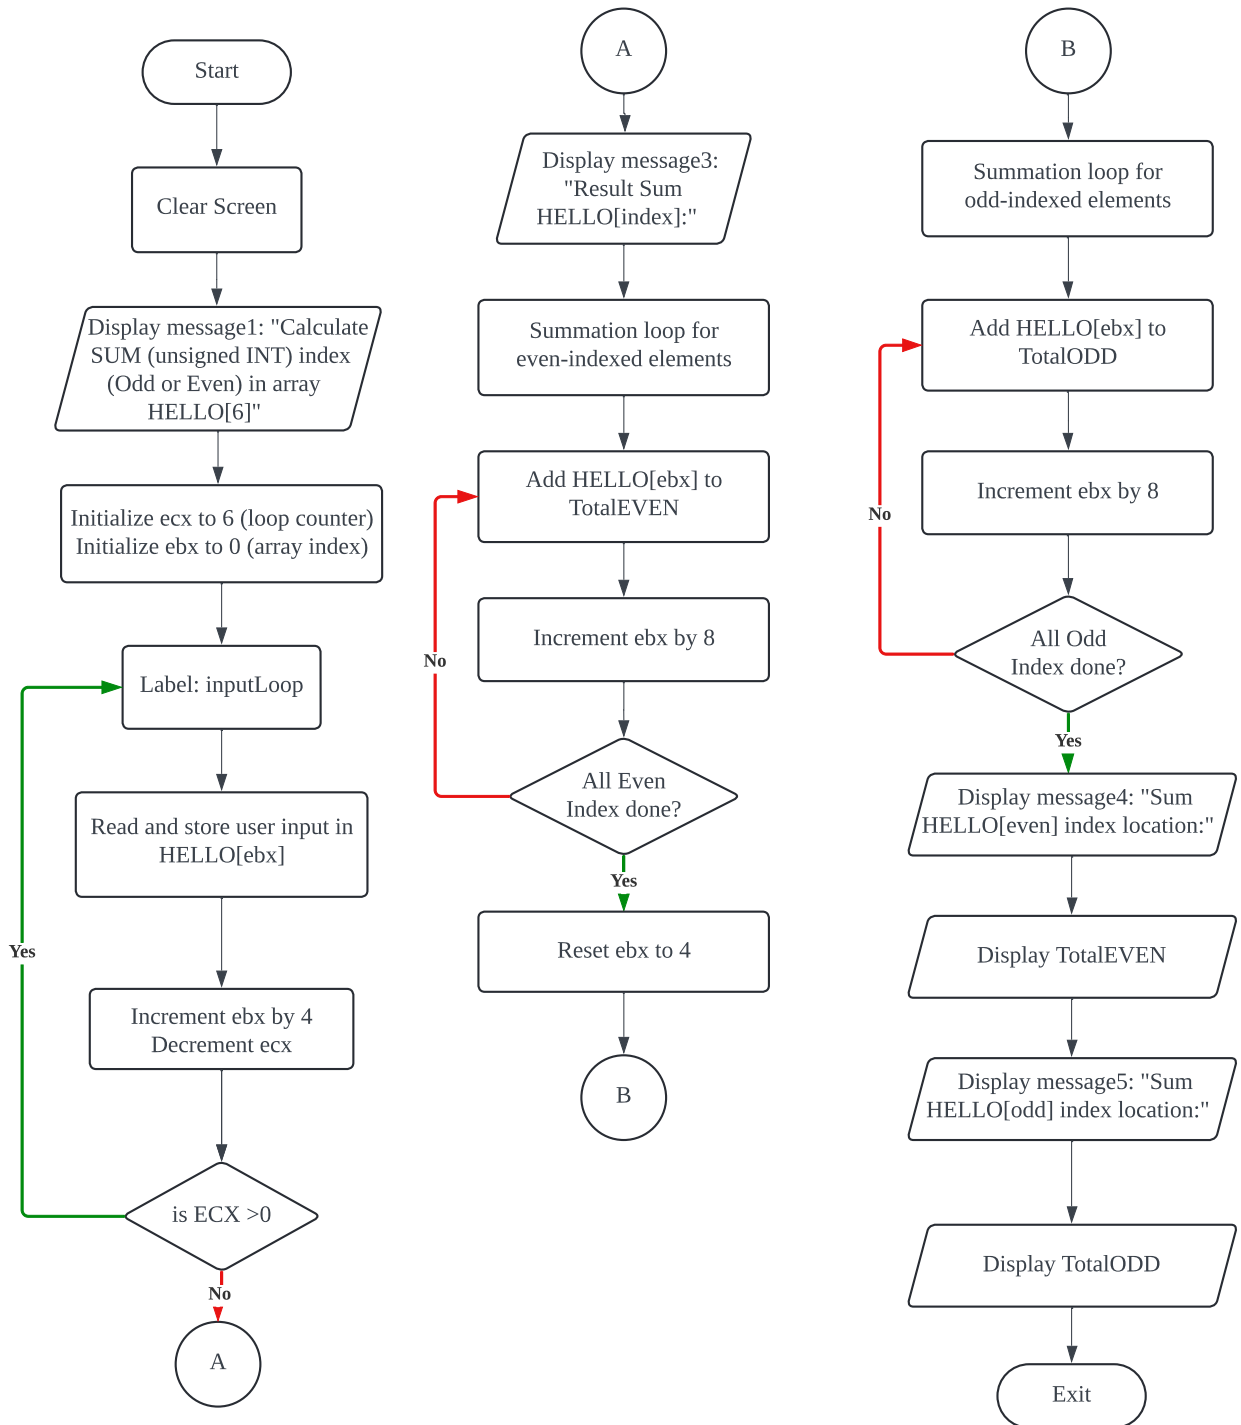 Start
Clear Screen
Display message1: "Calculate
SUM (unsigned INT) index
(Odd or Even) in array
HELLO[6]"
Initialize ecx to 6 (loop counter)
Initialize ebx to 0 (array index)
Label: inputLoop
Read and store user input in
HELLO[ebx]
Yes
Increment ebx by 4
Decrement ecx
is ECX >0
No
A
A
Display message3:
"Result Sum
HELLO[index]:"
Summation loop for
even-indexed elements
Add HELLO[ebx] to
TotalEVEN
Increment ebx by 8
No
All Even
Index done?
Yes
Reset ebx to 4
B
B
Summation loop for
odd-indexed elements
Add HELLO[ebx] to
TotalODD
Increment ebx by 8
No
All Odd
Index done?
Yes
Display message4: "Sum
HELLO[even] index location:"
Display TotalEVEN
Display message5: "Sum
HELLO[odd] index location:"
Display TotalODD
Exit